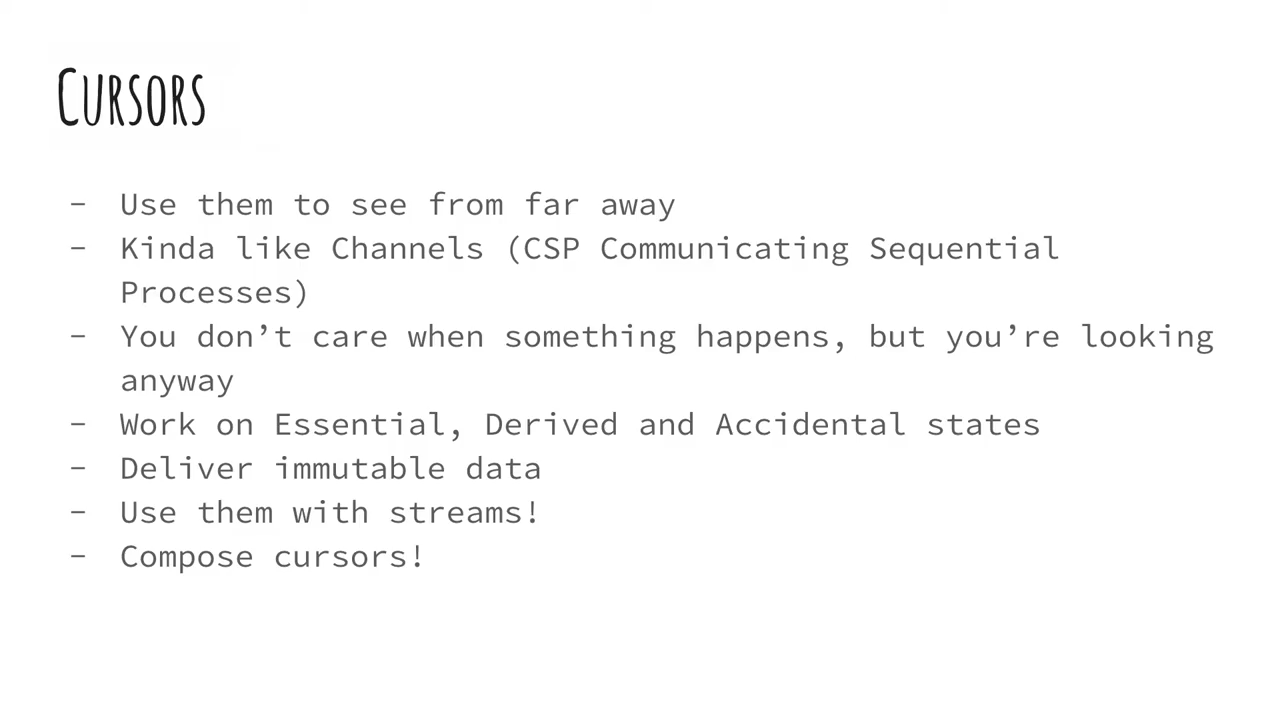 Cursors
- Use them to see from far away
- Kinda like Channels (CSP Communicating Sequential
Processes)
- You don’t care when something happens, but you’re looking
anyway
- Work on Essential, Derived and Accidental states
- Deliver immutable data
- Use them with streams!
- Compose cursors!